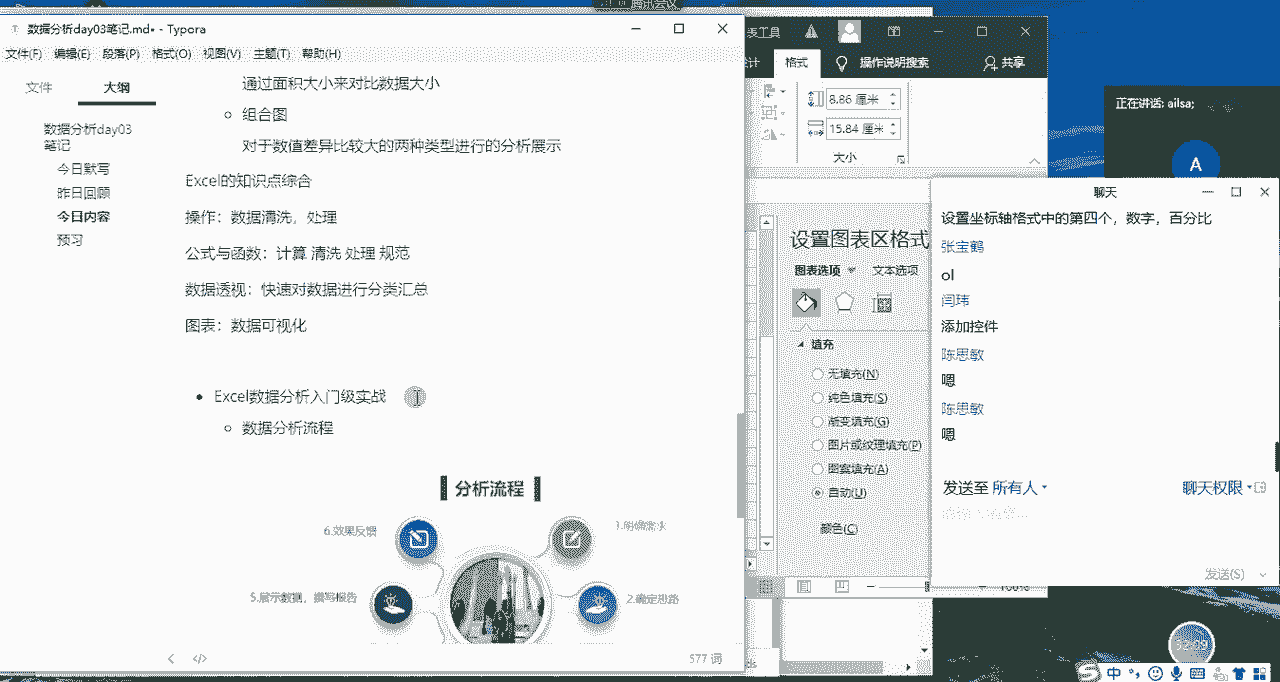 腾讯会议
数据分析day03笔记.md• - Typora
文件(F) 编辑(E) 段落(P) 格式(O) 视图(V) 主题(T) 帮助(H)
文件 大纲
数据分析day03
笔记
今日默写
昨日回顾
今日内容
预习
通过面积大小来对比数据大小
组合图
对于数值差异比较大的两种类型进行的分析展示
Excel的知识点综合
操作：数据清洗，处理
公式与函数：计算 清洗 处理 规范
数据透视：快速对数据进行分类汇总
图表：数据可视化
Excel数据分析入门级实战
数据分析流程
分析流程
6.效果反馈
1.明确需求
5.展示数据，撰写报告
2.确定思路
577 词
表工具
计 格式 操作说明搜索 共享
8.86 厘米
15.84 厘米
大小
设置图表区格式
图表选项 文本选项
填充
无填充(N)
纯色填充(S)
渐变填充(G)
图片或纹理填充(P)
图案填充(A)
自动(U)
颜色(C)
100%
正在讲话: ailsa;
A
聊天
设置坐标轴格式中的第四个，数字，百分比
张宝鹤
ol
闫玮
添加控件
陈思敏
嗯
陈思敏
嗯
发送至 所有人 聊天权限
发送(S)
52:09
中